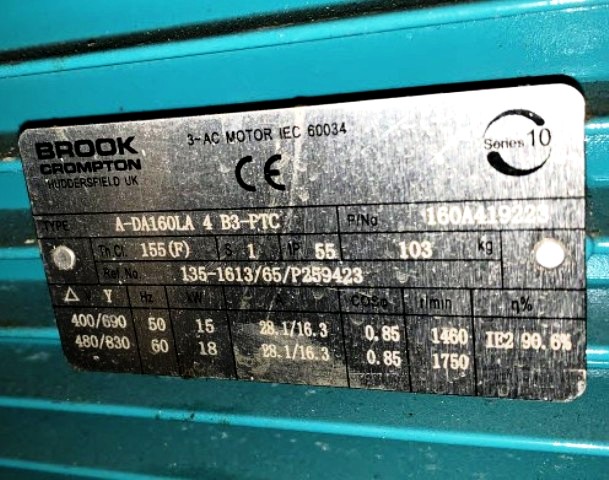 BROOK
CROMPTON
HUDDERSFIELD UK
3~AC MOTOR IEC 60034
CE
Series 10
TYPE A-DA160LA 4 B3-PTC P/No 160A419223
Th.Cl. 155(F) S 1 IP 55 103 kg
Ref No. 135-1613/65/P259423
Δ V Y Hz kW A COSφ r/min η%
400/690 50 15 28.1/16.3 0.85 1460 IE2 90.6%
480/830 60 18 28.1/16.3 0.85 1750